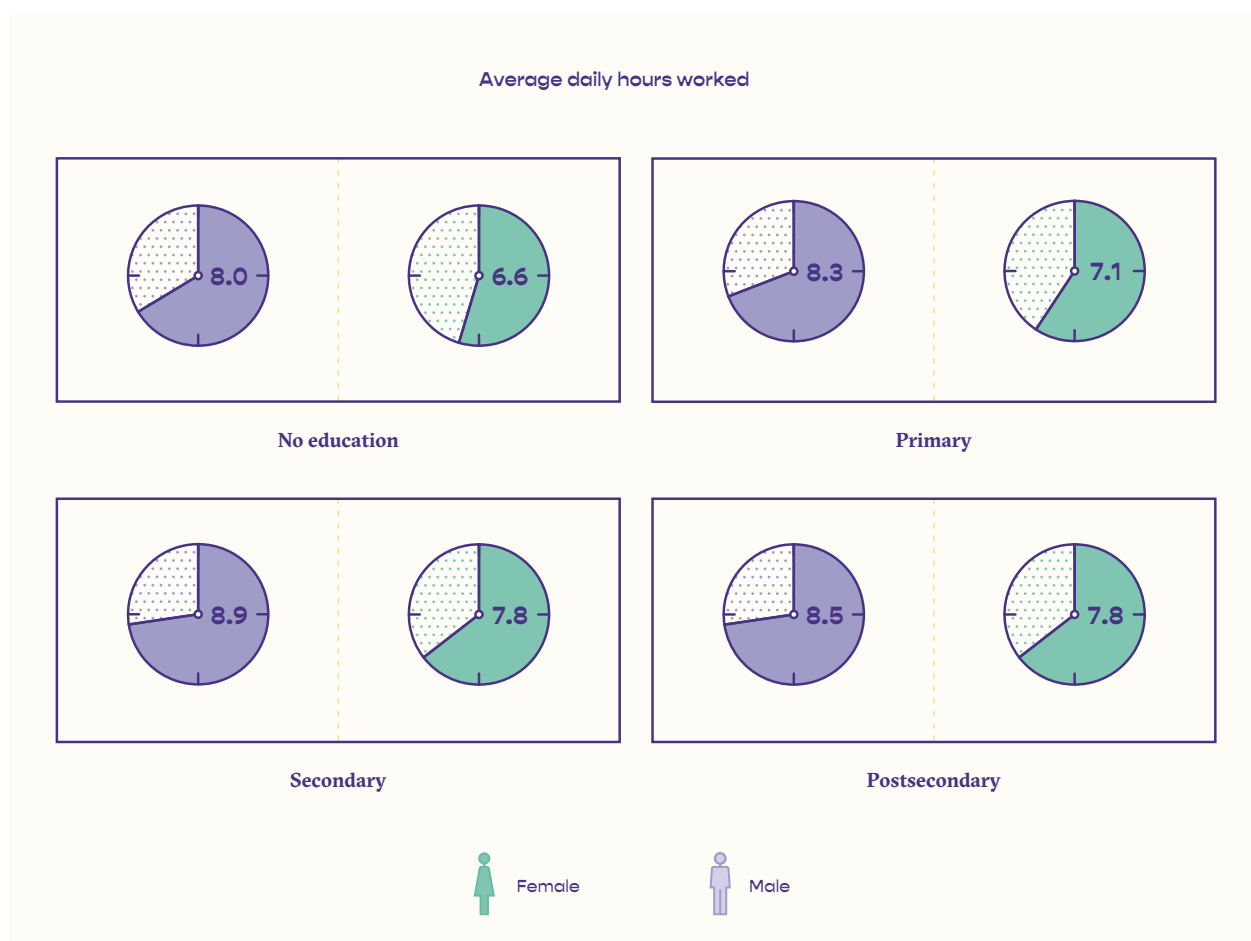 Average daily hours worked
8.0
6.6
8.3
7.1
No education
Primary
8.9
7.8
8.5
7.8
Secondary
Postsecondary
Female
Male